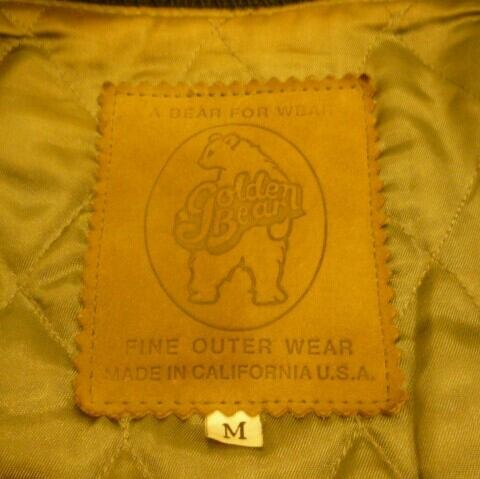 A BEAR FOR WEAR
Golden
Bear
FINE OUTER WEAR
MADE IN CALIFORNIA U.S.A.
M